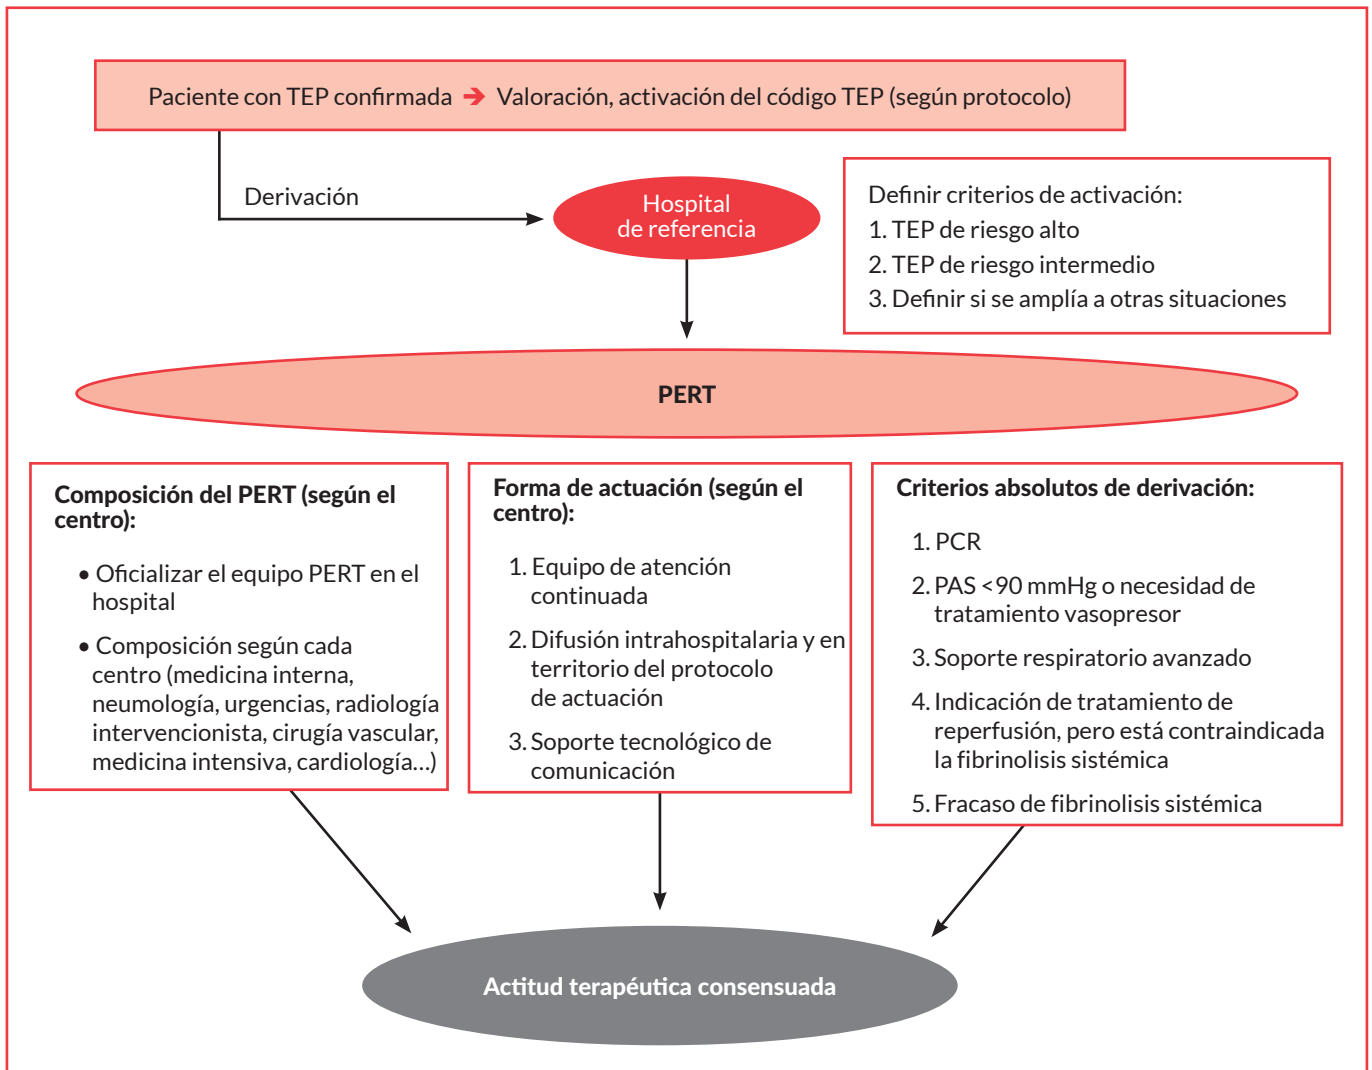 Paciente con TEP confirmada ➔ Valoración, activación del código TEP (según protocolo)
Derivación
Hospital
de referencia
Definir criterios de activación:
1. TEP de riesgo alto
2. TEP de riesgo intermedio
3. Definir si se amplía a otras situaciones
PERT
Composición del PERT (según el
centro):
• Oficializar el equipo PERT en el
hospital
• Composición según cada
centro (medicina interna,
neumología, urgencias, radiología
intervencionista, cirugía vascular,
medicina intensiva, cardiología...)
Forma de actuación (según el
centro):
1. Equipo de atención
continuada
2. Difusión intrahospitalaria y en
territorio del protocolo
de actuación
3. Soporte tecnológico de
comunicación
Criterios absolutos de derivación:
1. PCR
2. PAS <90 mmHg o necesidad de
tratamiento vasopresor
3. Soporte respiratorio avanzado
4. Indicación de tratamiento de
reperfusión, pero está contraindicada
la fibrinolisis sistémica
5. Fracaso de fibrinolisis sistémica
Actitud terapéutica consensuada